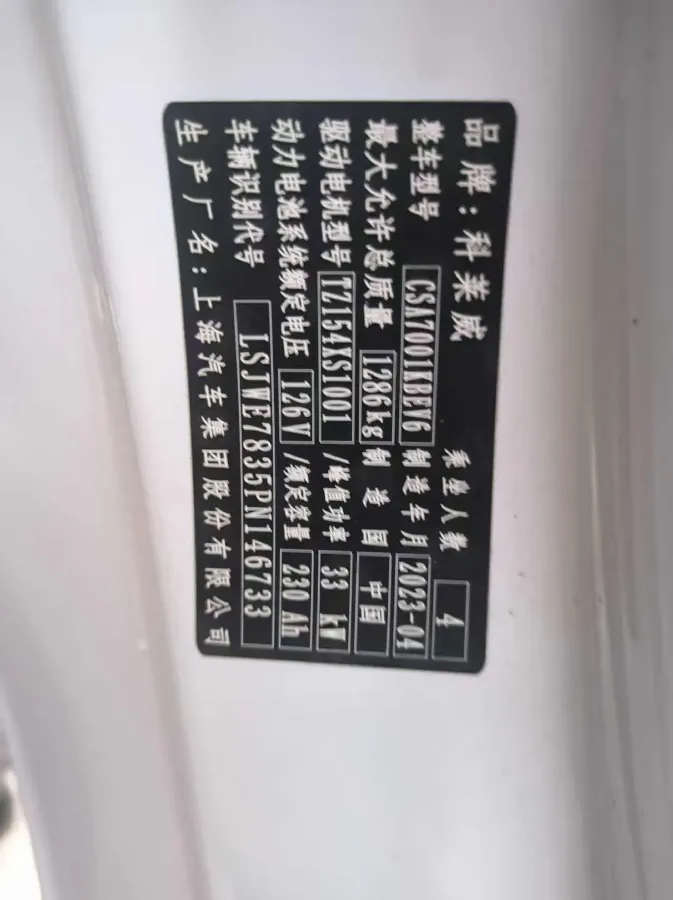 品牌:科莱威 乘坐人数 4
整车型号 CSA7001KBEV6 制造年月 2023-04
最大允许总质量 1286kg 制造国 中国
驱动电机型号 TZ154XS1001 /峰值功率 33 kW
动力电池系统额定电压 126V /额定容量 230 Ah
车辆识别代号 LSJWE7835PN146733
生产厂名:上海汽车集团股份有限公司